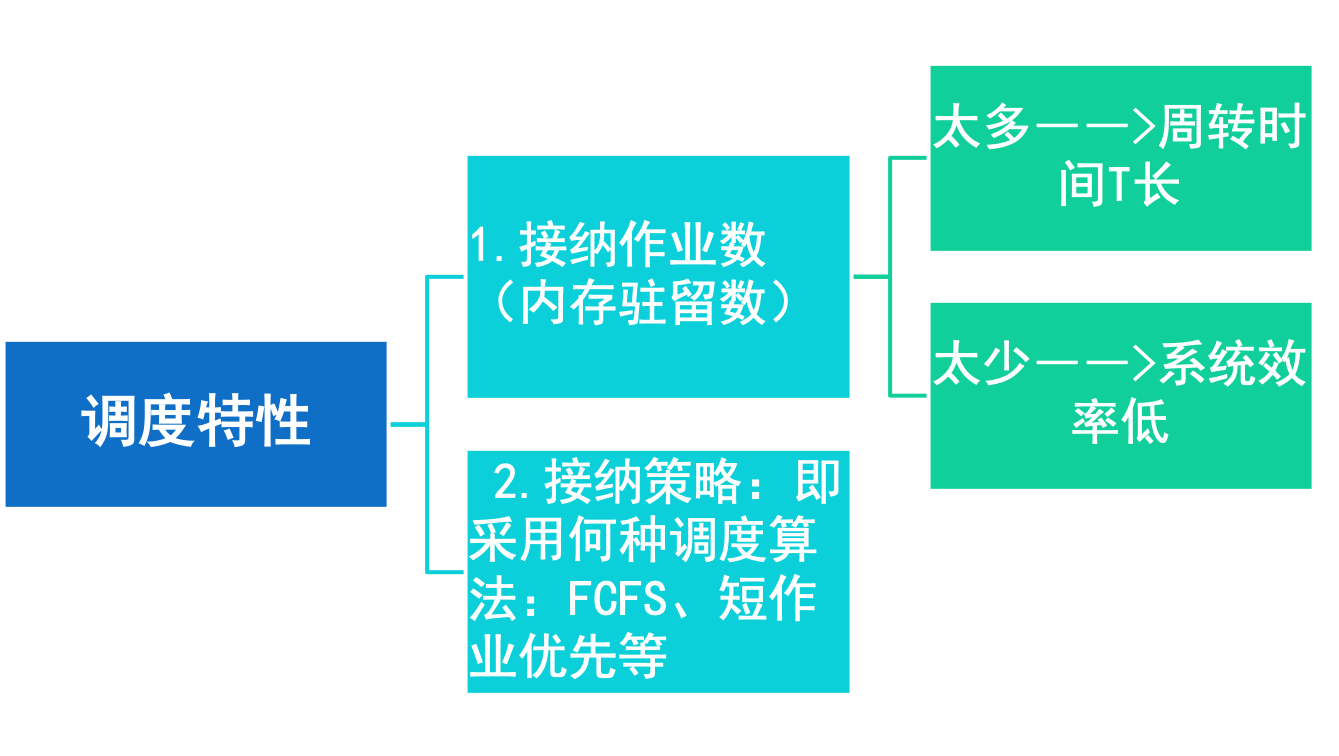 调度特性
1.接纳作业数
（内存驻留数）
太多——>周转时
间T长
太少——>系统效
率低
2.接纳策略：即
采用何种调度算
法：FCFS、短作
业优先等